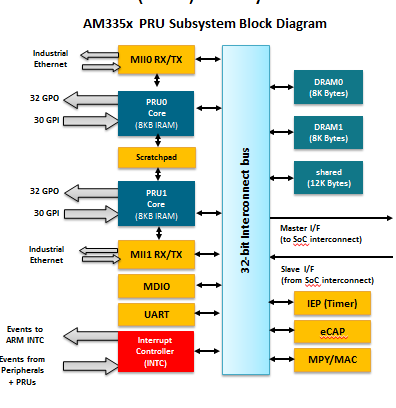 AM335x PRU Subsystem Block Diagram
Industrial
Ethernet
MII0 RX/TX
32 GPO
30 GPI
PRU0
Core
(8KB IRAM)
Scratchpad
32 GPO
30 GPI
PRU1
Core
(8KB IRAM)
Industrial
Ethernet
MII1 RX/TX
MDIO
UART
Events to
ARM INTC
Events from
Peripherals
+ PRUs
Interrupt
Controller
(INTC)
32-bit Interconnect bus
DRAM0
(8K Bytes)
DRAM1
(8K Bytes)
shared
(12K Bytes)
Master I/F
(to SoC interconnect)
Slave I/F
(from SoC interconnect)
IEP (Timer)
eCAP
MPY/MAC